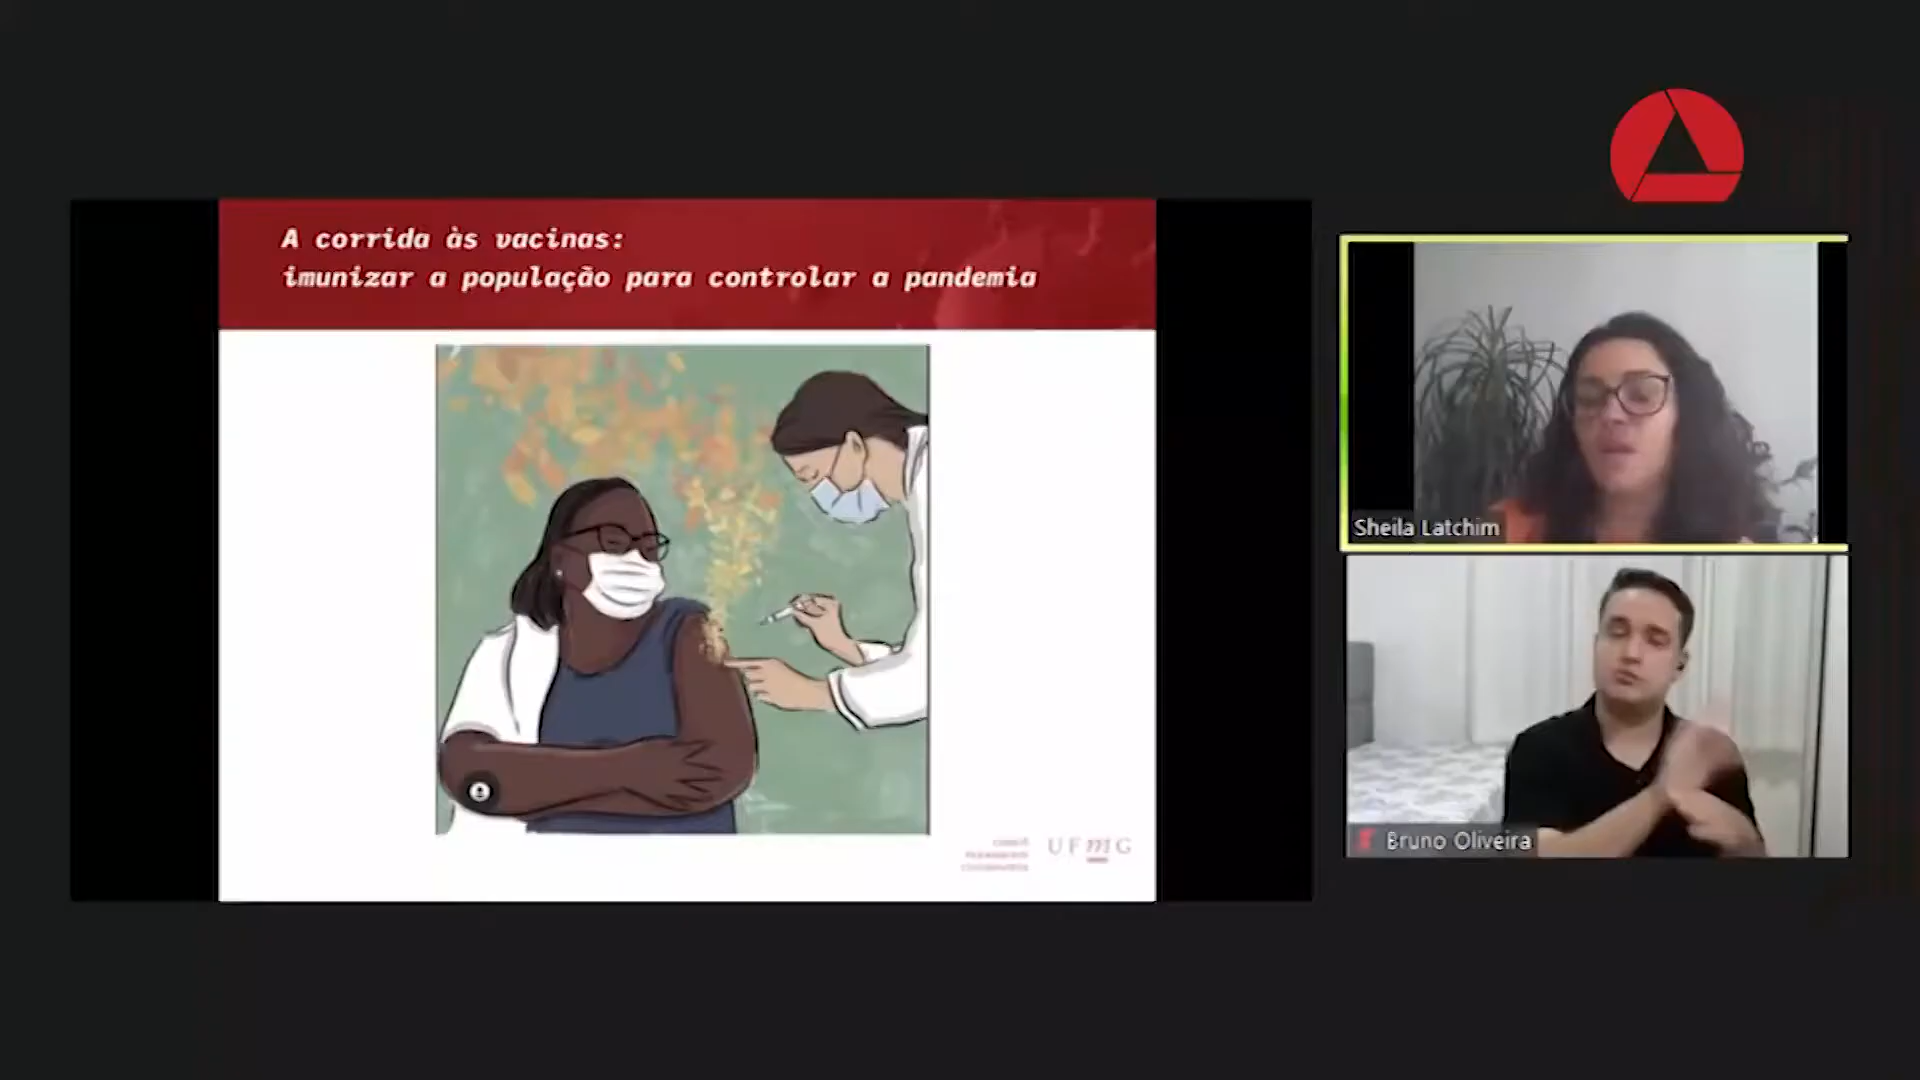 A corrida às vacinas:
imunizar a população para controlar a pandemia
Sheila Latchim
Bruno Oliveira
UFMG